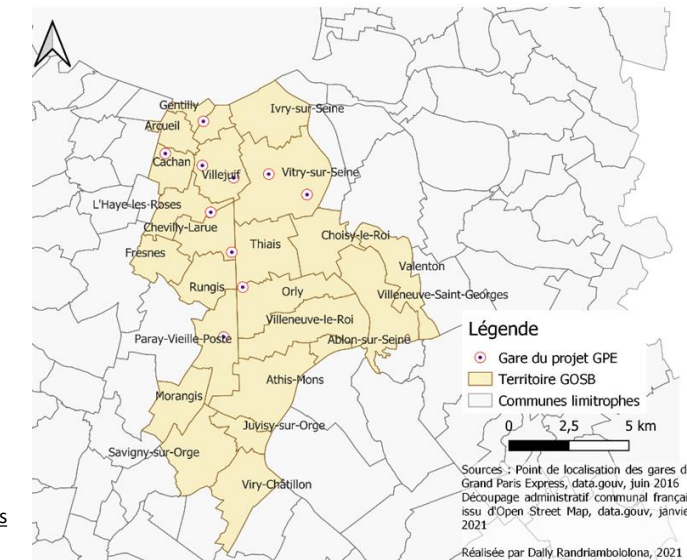 Gentilly
Ivry-sur-Seine
Arcueil
Cachan
Villejuif
Vitry-sur-Seine
L'Haye-les-Roses
Chevilly-Larue
Thiais
Choisy-le-Roi
Fresnes
Valenton
Rungis
Orly
Villeneuve-Saint-Georges
Villeneuve-le-Roi
Paray-Vieille-Poste
Ablon-sur-Seine
Athis-Mons
Morangis
Juvisy-sur-Orge
Savigny-sur-Orge
Viry-Châtillon
s
Légende
Gare du projet GPE
Territoire GOSB
Communes limitrophes
0 2,5 5 km
Sources : Point de localisation des gares d
Grand Paris Express, data.gouv, juin 2016
Découpage administratif communal françai
issu d'Open Street Map, data.gouv, janvie
2021
Réalisée par Dally Randriambololona, 2021